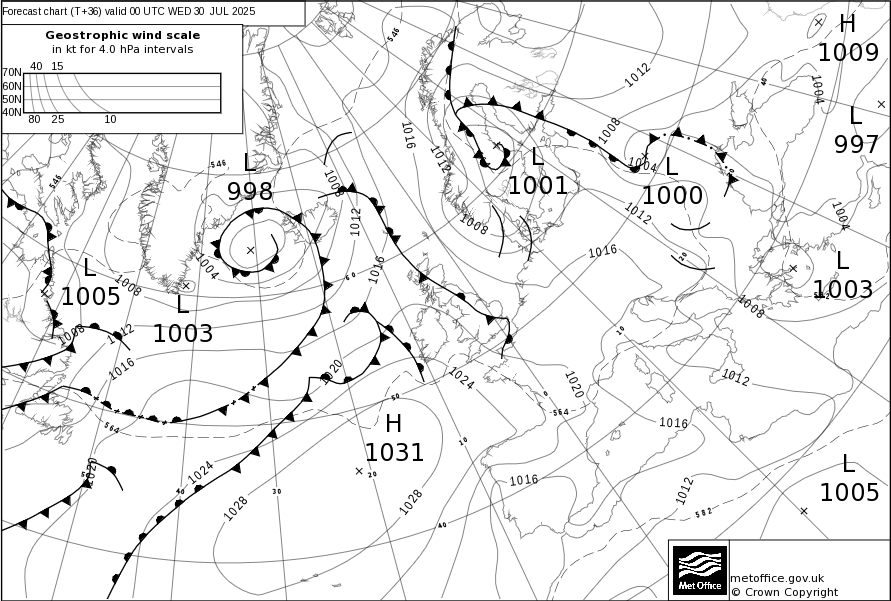 Forecast chart (T+36) valid 00 UTC WED 30 JUL 2025
Geostrophic wind scale
in kt for 4.0 hPa intervals
40 15
70N
60N
50N
40N
80 25 10
546
H
1009
1012
40
1004
L
997
1016
1012
1008
L
1001
1004
L
1000
546
546
L
998
1008
1012
1008
1012
1004
1016
1016
60
20
L
1003
582
1008
1004
L
1005
1008
L
1003
1008
1012
1016
10
1020
1024
1020
1012
0
564
50
564
H
1031
10
1016
1020
1024
20
1016
50
40
30
1028
1028
40
1012
582
L
1005
Met Office
metoffice.gov.uk
© Crown Copyright